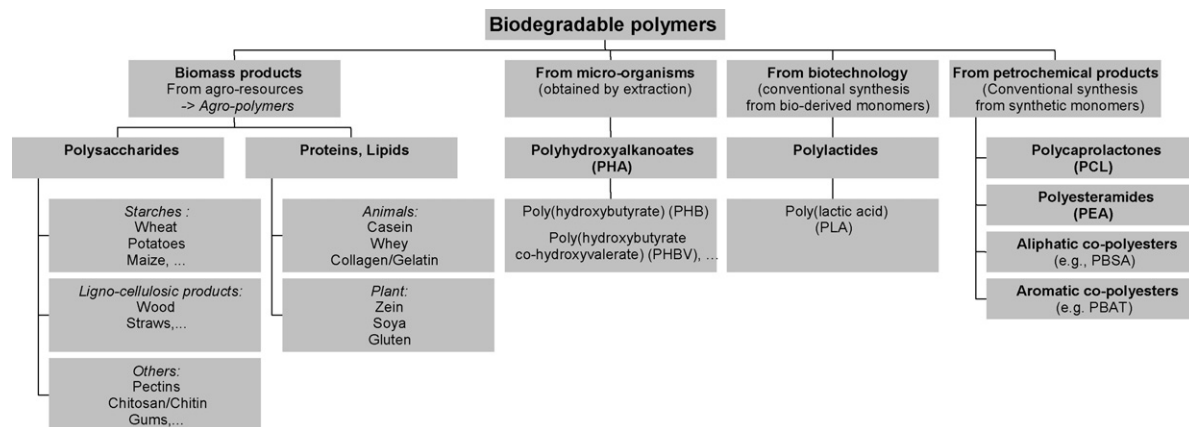 Biodegradable polymers
Biomass products
From agro-resources
-> Agro-polymers
From micro-organisms
(obtained by extraction)
From biotechnology
(conventional synthesis
from bio-derived monomers)
From petrochemical products
(Conventional synthesis
from synthetic monomers)
Polysaccharides
Proteins, Lipids
Polyhydroxyalkanoates
(PHA)
Polylactides
Polycaprolactones
(PCL)
Polyesteramides
(PEA)
Aliphatic co-polyesters
(e.g., PBSA)
Aromatic co-polyesters
(e.g. PBAT)
Starches :
Wheat
Potatoes
Maize, ...
Ligno-cellulosic products:
Wood
Straws,...
Others:
Pectins
Chitosan/Chitin
Gums,...
Animals:
Casein
Whey
Collagen/Gelatin
Plant:
Zein
Soya
Gluten
Poly(hydroxybutyrate) (PHB)
Poly(hydroxybutyrate
co-hydroxyvalerate) (PHBV), ...
Poly(lactic acid)
(PLA)